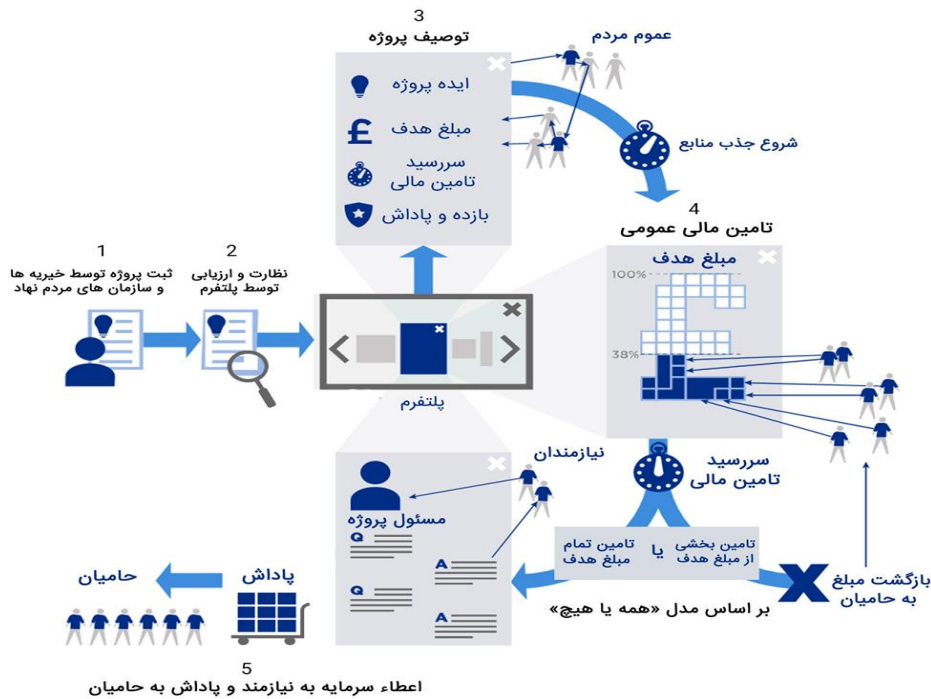 1
ثبت پروژه توسط خیریه ها
و سازمان های مردم نهاد
2
نظارت و ارزیابی
توسط پلتفرم
پلتفرم
3
توصیف پروژه
ایده پروژه
£
مبلغ هدف
سررسید
تامین مالی
بازده و پاداش
عموم مردم
شروع جذب منابع
4
تامین مالی عمومی
مبلغ هدف
100%
38%
سررسید
تامین مالی
تامین بخشی
از مبلغ هدف
یا
تامین تمام
مبلغ هدف
بر اساس مدل «همه یا هیچ»
بازگشت مبلغ
به حامیان
نیازمندان
مسئول پروژه
Q
A
Q
A
پاداش
حامیان
5
اعطاء سرمایه به نیازمند و پاداش به حامیان